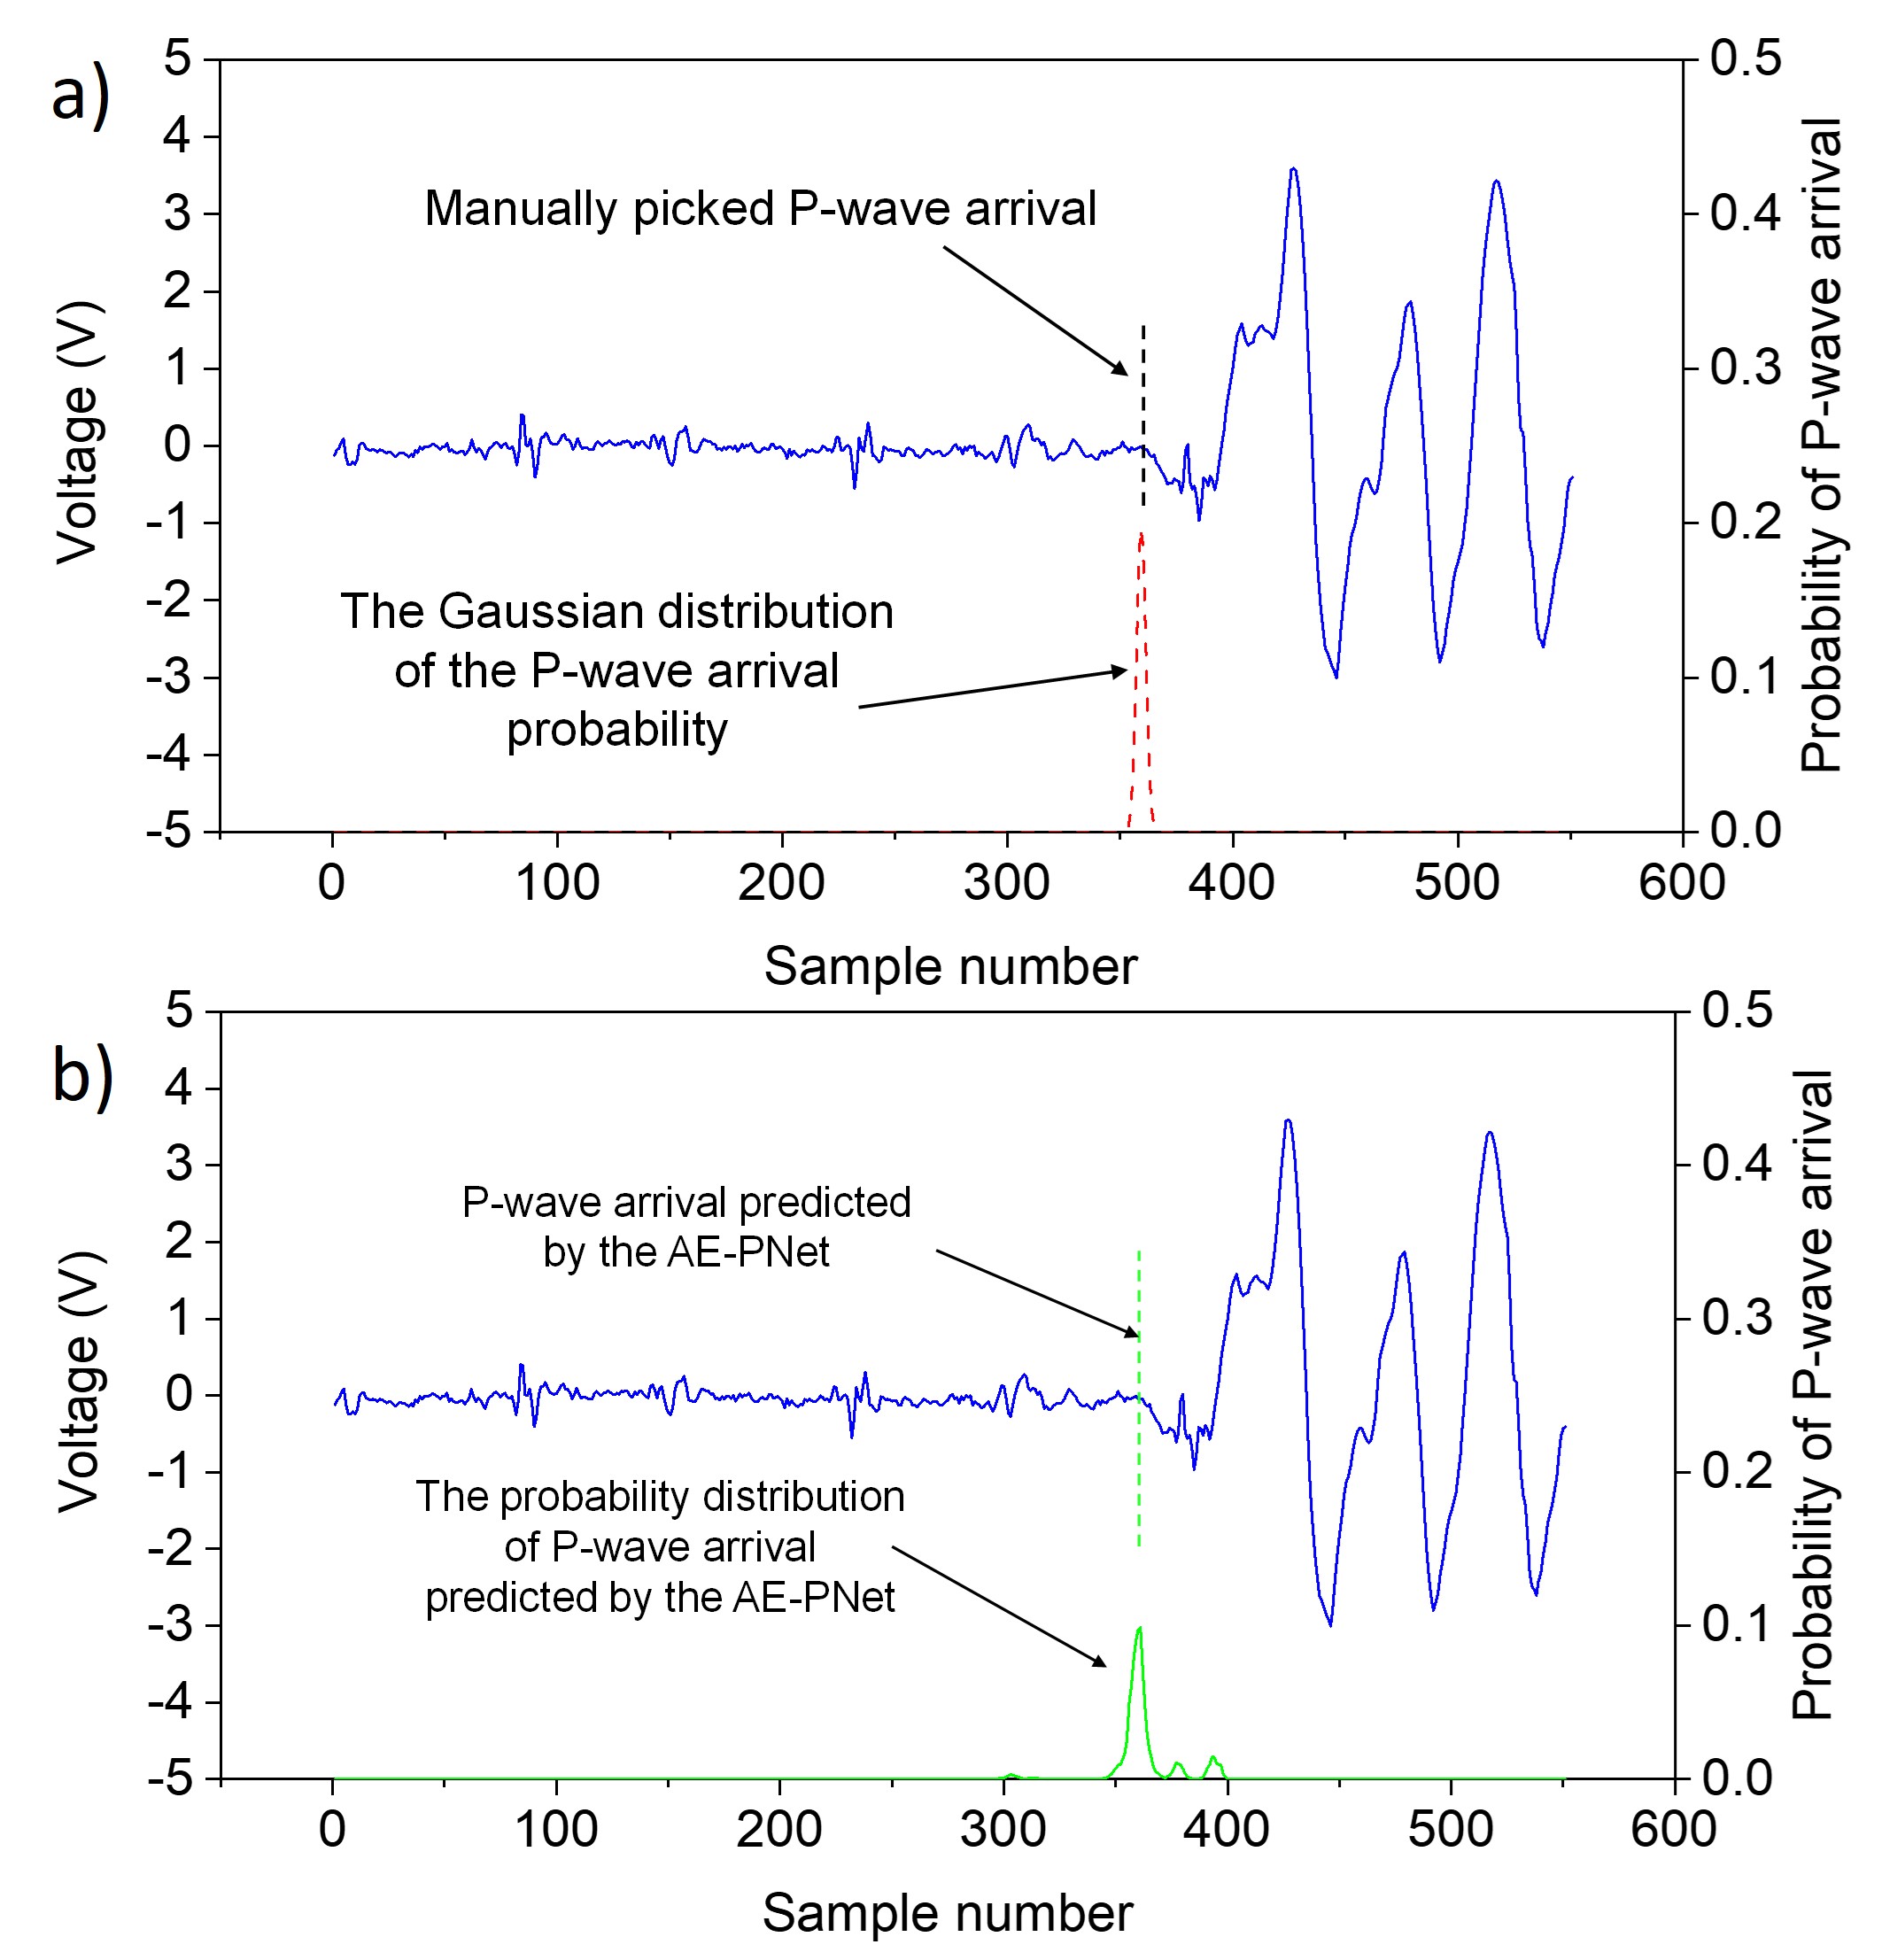 a)
5
4
3
2
1
0
-1
-2
-3
-4
-5
Voltage (V)
Manually picked P-wave arrival
The Gaussian distribution
of the P-wave arrival
probability
0.5
0.4
0.3
0.2
0.1
0.0
Probability of P-wave arrival
0 100 200 300 400 500 600
Sample number
b)
5
4
3
2
1
0
-1
-2
-3
-4
-5
Voltage (V)
P-wave arrival predicted
by the AE-PNet
The probability distribution
of P-wave arrival
predicted by the AE-PNet
0.5
0.4
0.3
0.2
0.1
0.0
Probability of P-wave arrival
0 100 200 300 400 500 600
Sample number